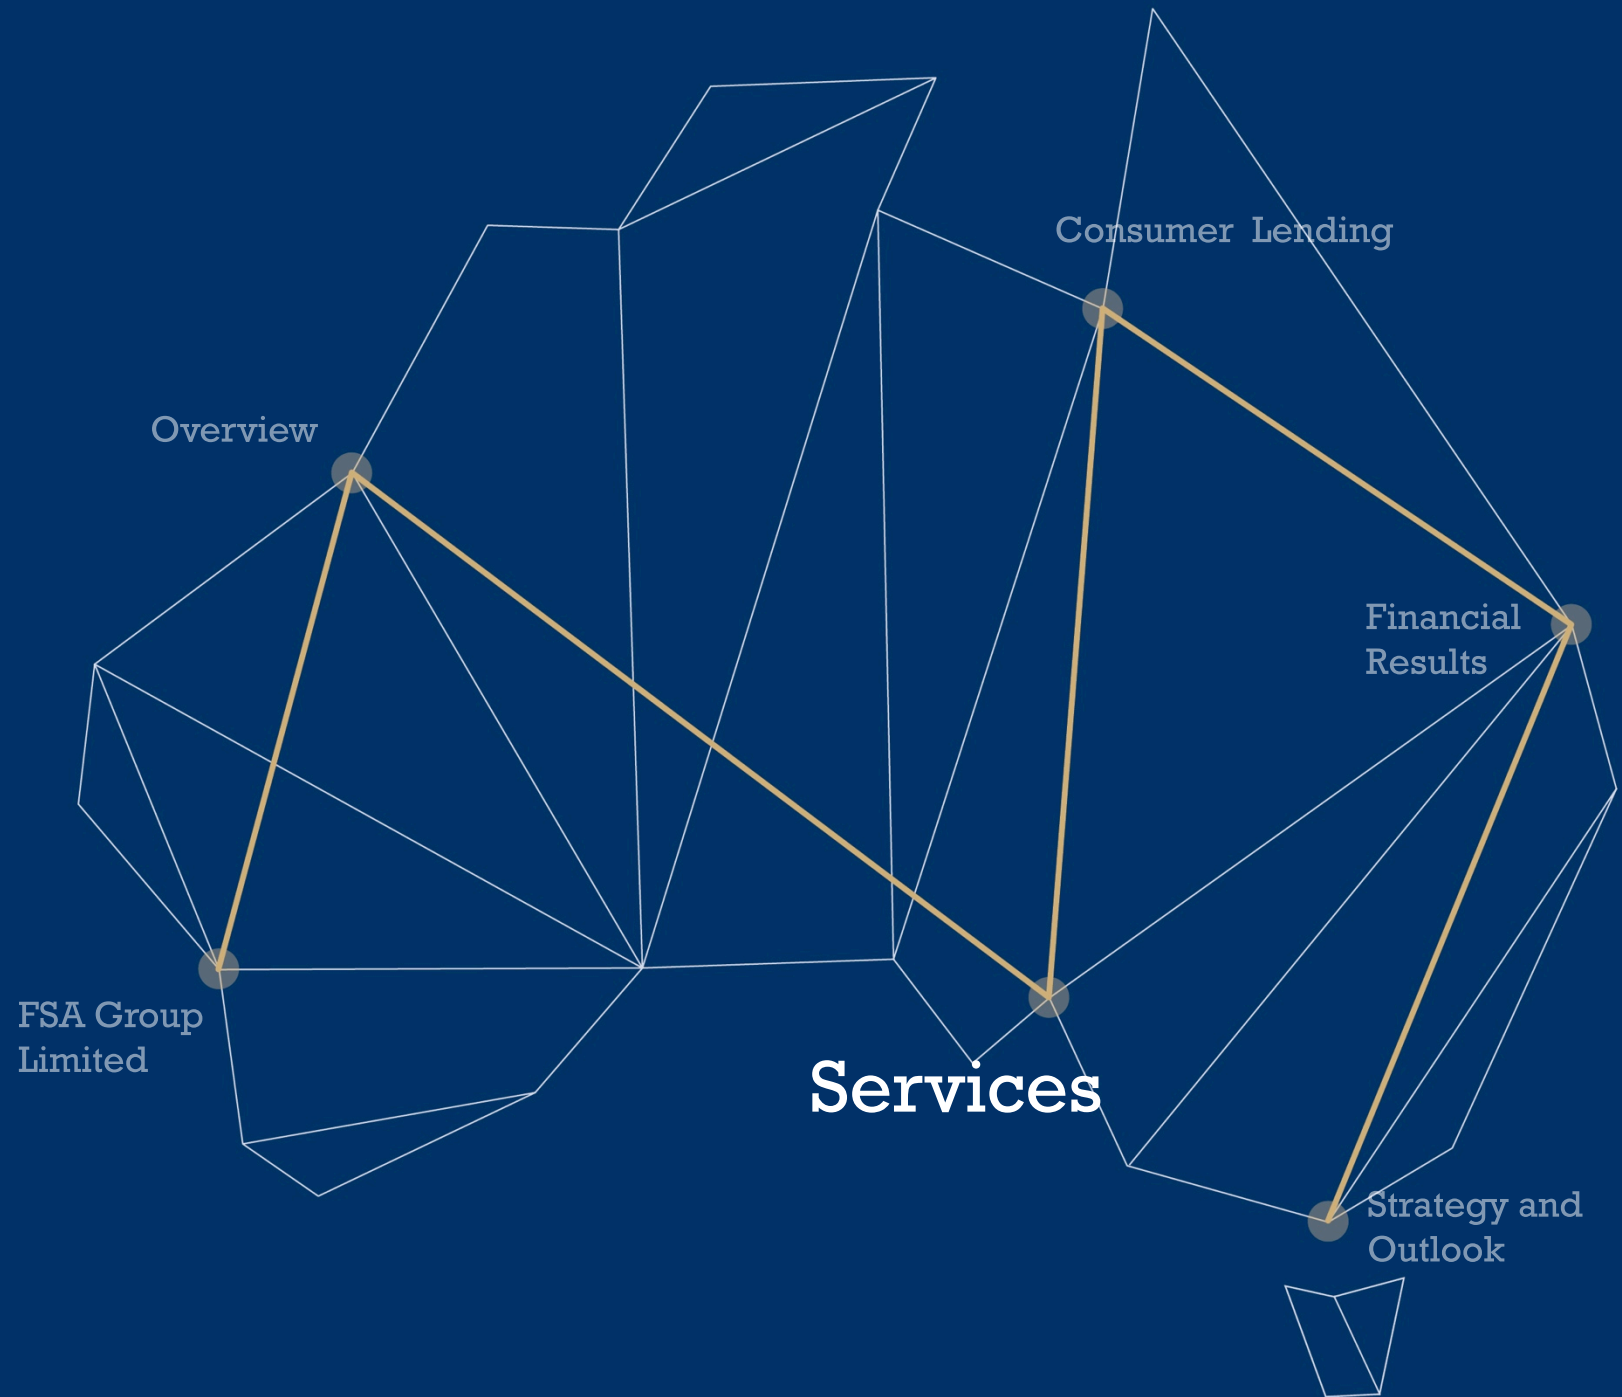 Consumer Lending
Overview
Financial
Results
FSA Group
Limited
Services
Strategy and
Outlook